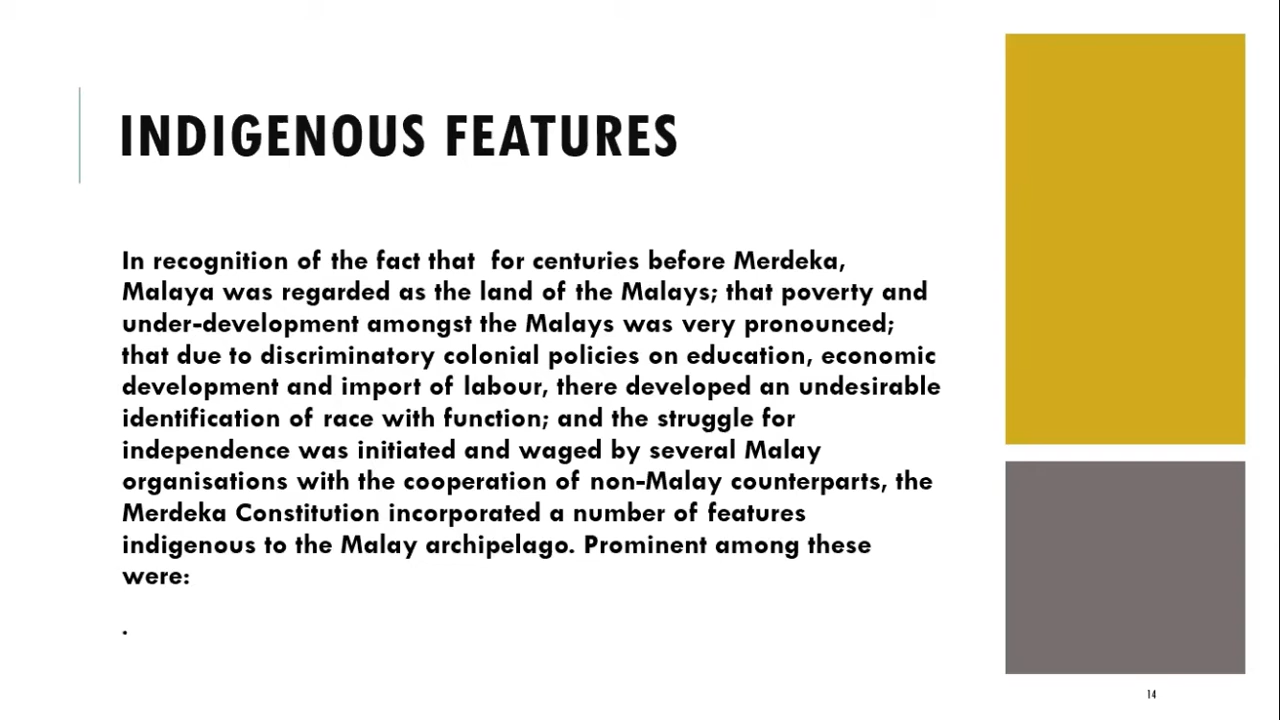 INDIGENOUS FEATURES
In recognition of the fact that  for centuries before Merdeka,
Malaya was regarded as the land of the Malays; that poverty and
under-development amongst the Malays was very pronounced;
that due to discriminatory colonial policies on education, economic
development and import of labour, there developed an undesirable
identification of race with function; and the struggle for
independence was initiated and waged by several Malay
organisations with the cooperation of non-Malay counterparts, the
Merdeka Constitution incorporated a number of features
indigenous to the Malay archipelago. Prominent among these
were:
.
14